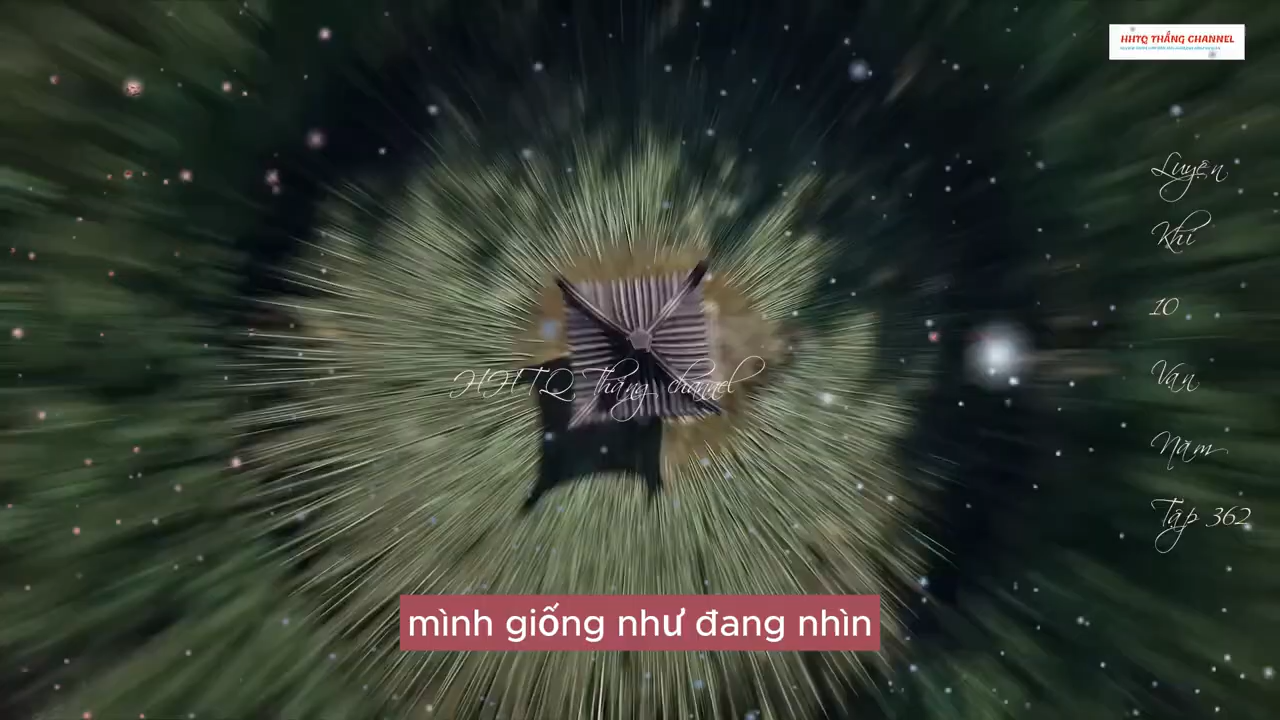 HHTQ THẮNG CHANNEL
Luyện
Khí
10
Vạn
Năm
Tập 362
HHTQ Thắng channel
mình giống như đang nhìn